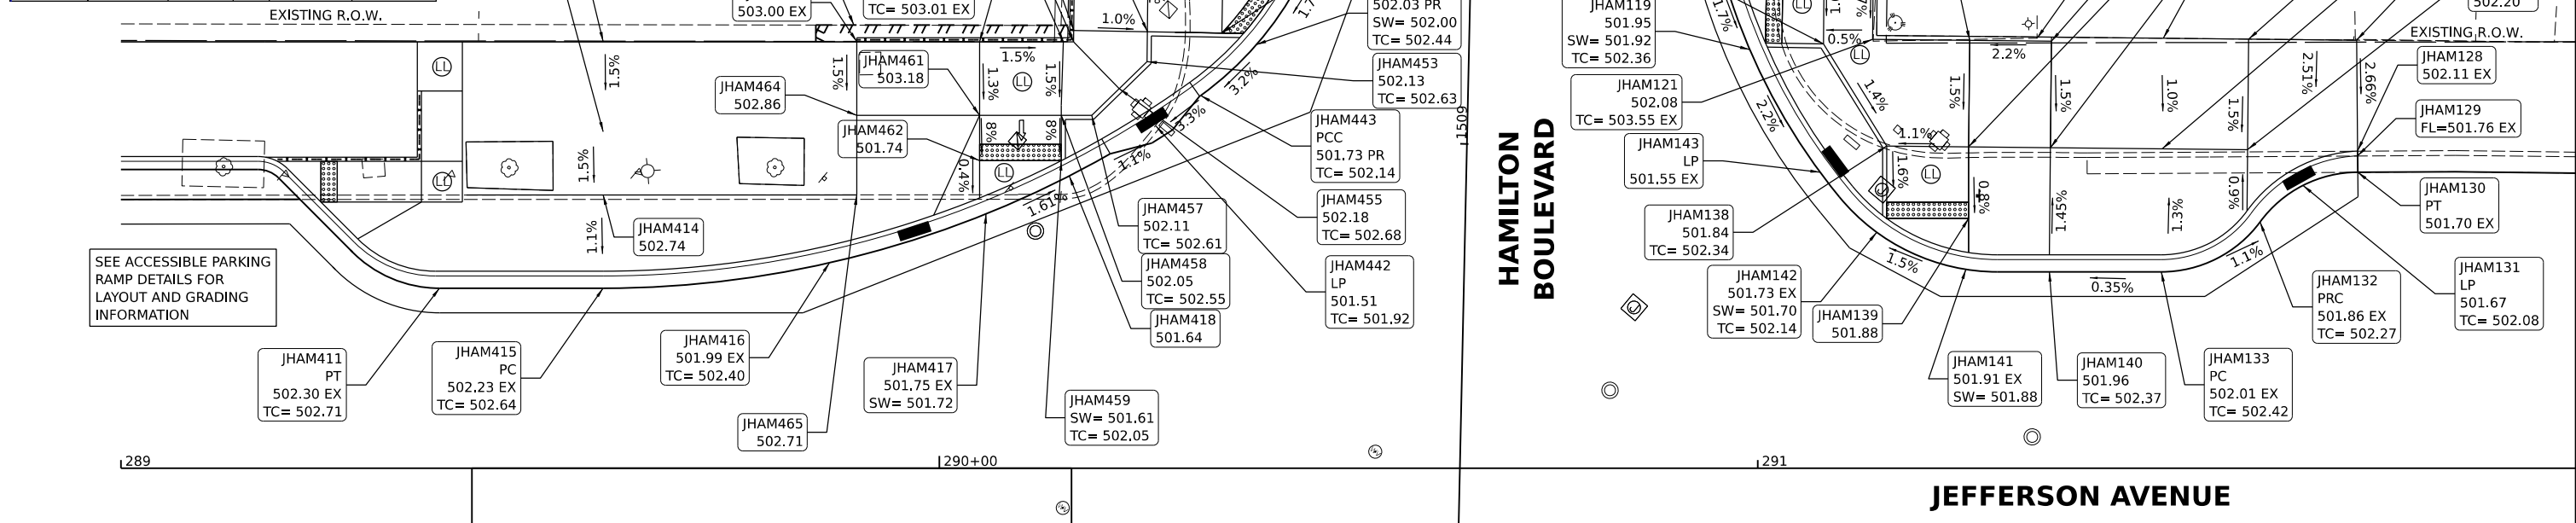 EXISTING R.O.W.
503.00 EX
TC= 503.01 EX
1.0%
502.03 PR
SW= 502.00
TC= 502.44
JHAM119
501.95
SW= 501.92
TC= 502.36
1.7%
0.5%
2.2%
502.20
EXISTING R.O.W.
JHAM128
502.11 EX
LL
1.5%
1.5%
JHAM461
503.18
1.5%
1.3%
LL
1.5%
3.2%
JHAM453
502.13
TC= 502.63
1509
JHAM464
502.86
JHAM462
501.74
8%
8%
3.3%
JHAM443
PCC
501.73 PR
TC= 502.14
HAMILTON
BOULEVARD
JHAM121
502.08
TC= 503.55 EX
2.2%
1.4%
LL
1.5%
1.5%
1.0%
1.5%
2.51%
2.66%
JHAM129
FL=501.76 EX
JHAM143
LP
501.55 EX
1.1%
LL
1.5%
0.4%
LL
1.1%
1.61%
JHAM455
502.18
TC= 502.68
JHAM457
502.11
TC= 502.61
1.6%
LL
0.8%
1.45%
1.3%
0.9%
JHAM130
PT
501.70 EX
JHAM138
501.84
TC= 502.34
1.1%
JHAM414
502.74
SEE ACCESSIBLE PARKING
RAMP DETAILS FOR
LAYOUT AND GRADING
INFORMATION
JHAM458
502.05
TC= 502.55
JHAM442
LP
501.51
TC= 501.92
JHAM142
501.73 EX
SW= 501.70
TC= 502.14
1.5%
0.35%
1.1%
JHAM132
PRC
501.86 EX
TC= 502.27
JHAM131
LP
501.67
TC= 502.08
JHAM418
501.64
JHAM139
501.88
JHAM411
PT
502.30 EX
TC= 502.71
JHAM415
PC
502.23 EX
TC= 502.64
JHAM416
501.99 EX
TC= 502.40
JHAM417
501.75 EX
SW= 501.72
JHAM141
501.91 EX
SW= 501.88
JHAM140
501.96
TC= 502.37
JHAM133
PC
502.01 EX
TC= 502.42
JHAM465
502.71
JHAM459
SW= 501.61
TC= 502.05
289
290+00
291
JEFFERSON AVENUE